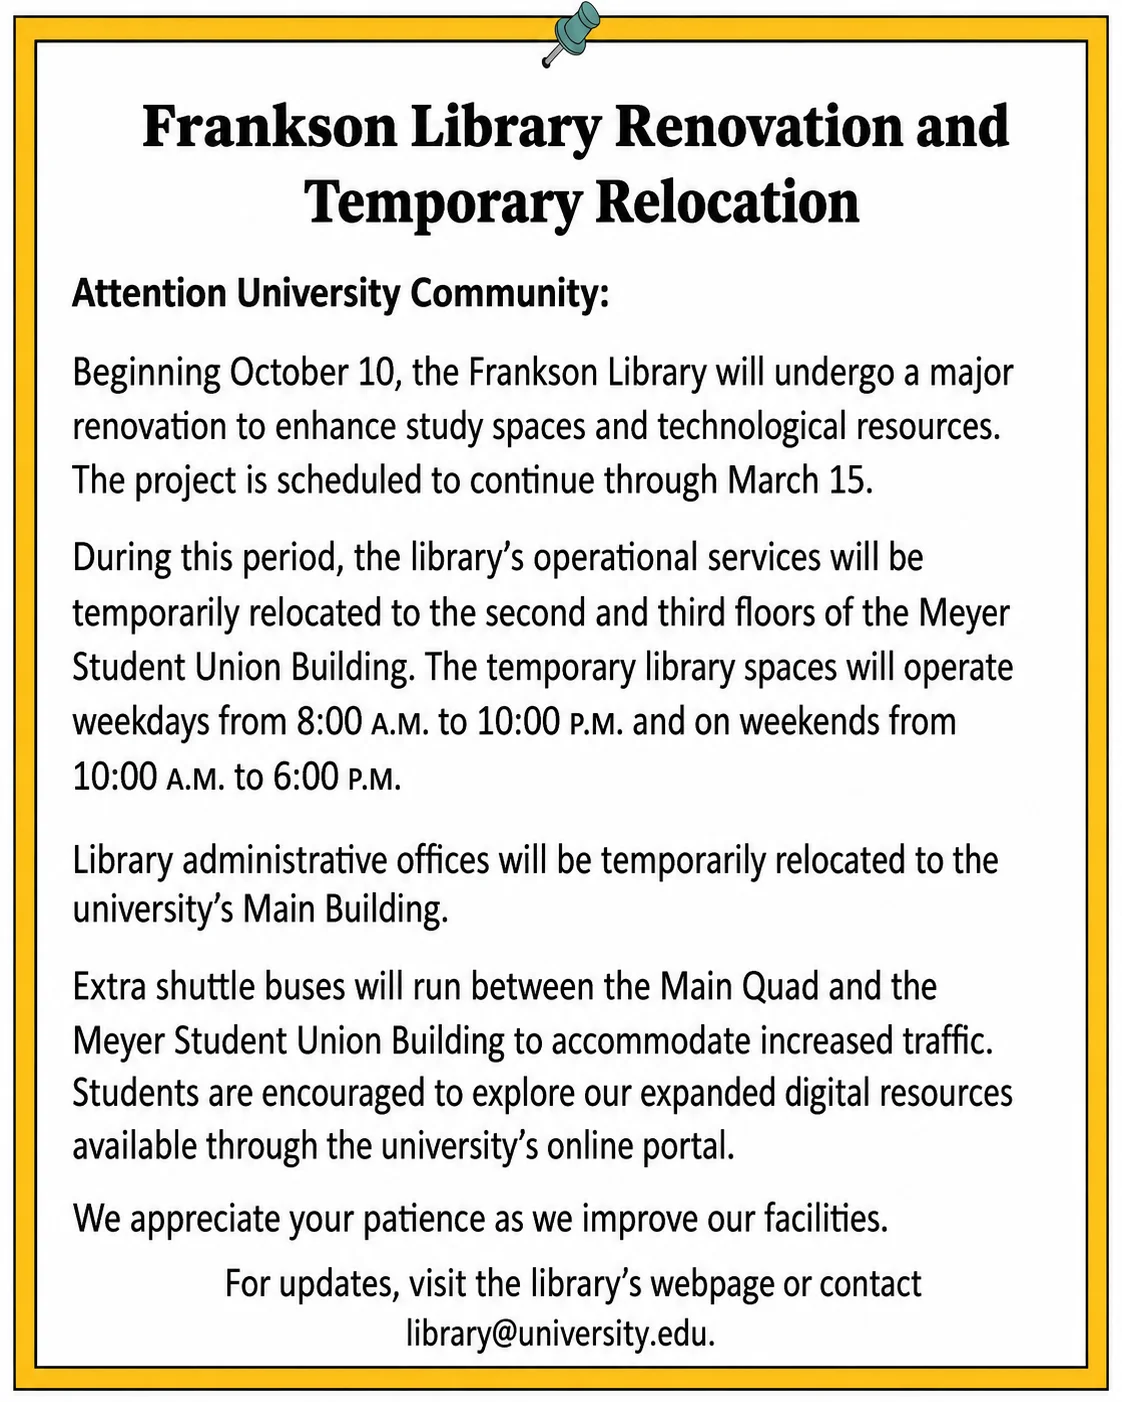 Frankson Library Renovation and
Temporary Relocation
Attention University Community:
Beginning October 10, the Frankson Library will undergo a major
renovation to enhance study spaces and technological resources.
The project is scheduled to continue through March 15.
During this period, the library’s operational services will be
temporarily relocated to the second and third floors of the Meyer
Student Union Building. The temporary library spaces will operate
weekdays from 8:00 A.M. to 10:00 P.M. and on weekends from
10:00 A.M. to 6:00 P.M.
Library administrative offices will be temporarily relocated to the
university’s Main Building.
Extra shuttle buses will run between the Main Quad and the
Meyer Student Union Building to accommodate increased traffic.
Students are encouraged to explore our expanded digital resources
available through the university’s online portal.
We appreciate your patience as we improve our facilities.
For updates, visit the library’s webpage or contact
library@university.edu.